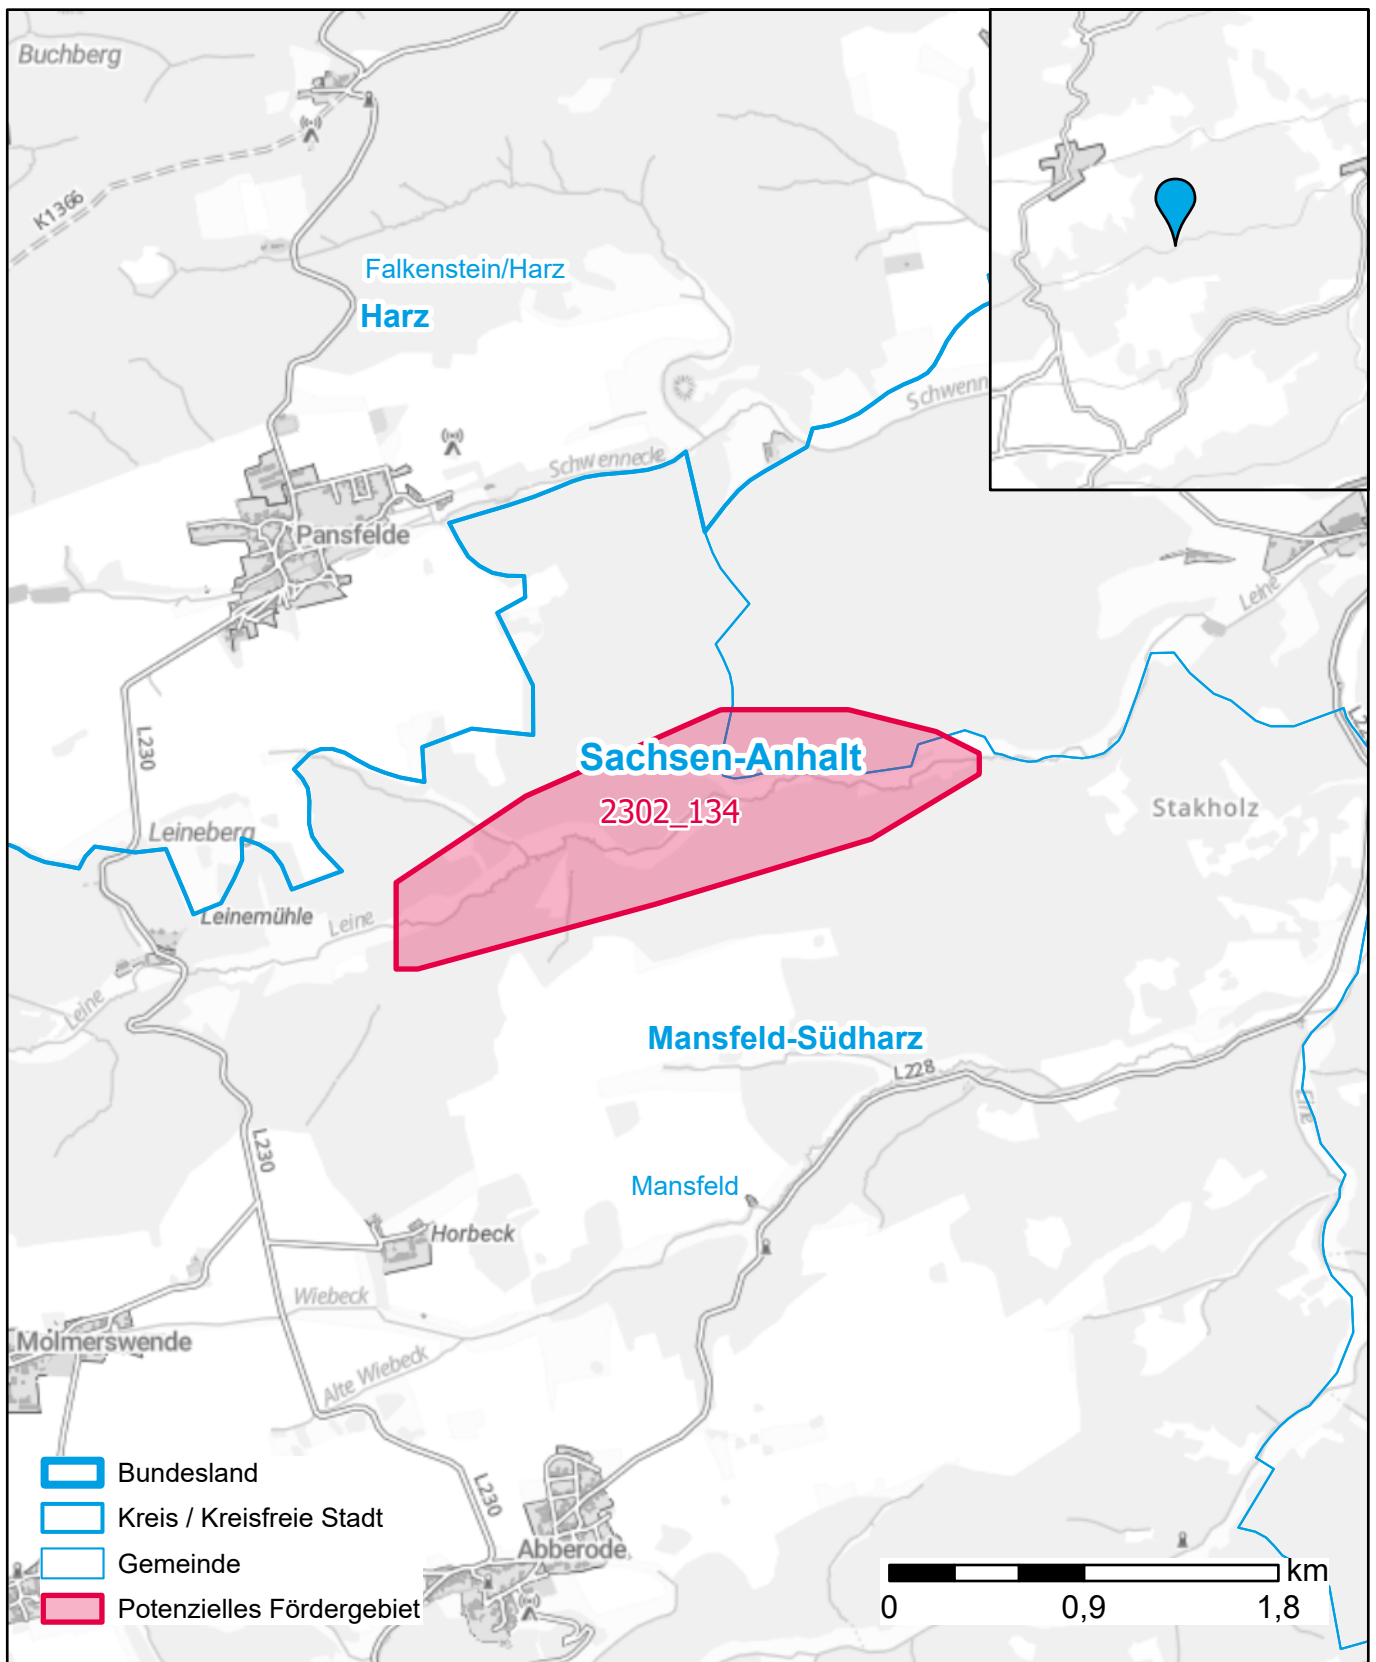 Buchberg
K1366
Falkenstein/Harz
Harz
Schwenn
Schwennecke
Pansfelde
Leine
L230
Sachsen-Anhalt
2302_134
Stakholz
Leineberg
Leinemühle
Leine
Leine
Mansfeld-Südharz
L228
Eine
L230
Mansfeld
Horbeck
Wiebeck
Molmerswende
Alte Wiebeck
L230
Abberode
Bundesland
Kreis / Kreisfreie Stadt
Gemeinde
Potenzielles Fördergebiet
km
0 0,9 1,8